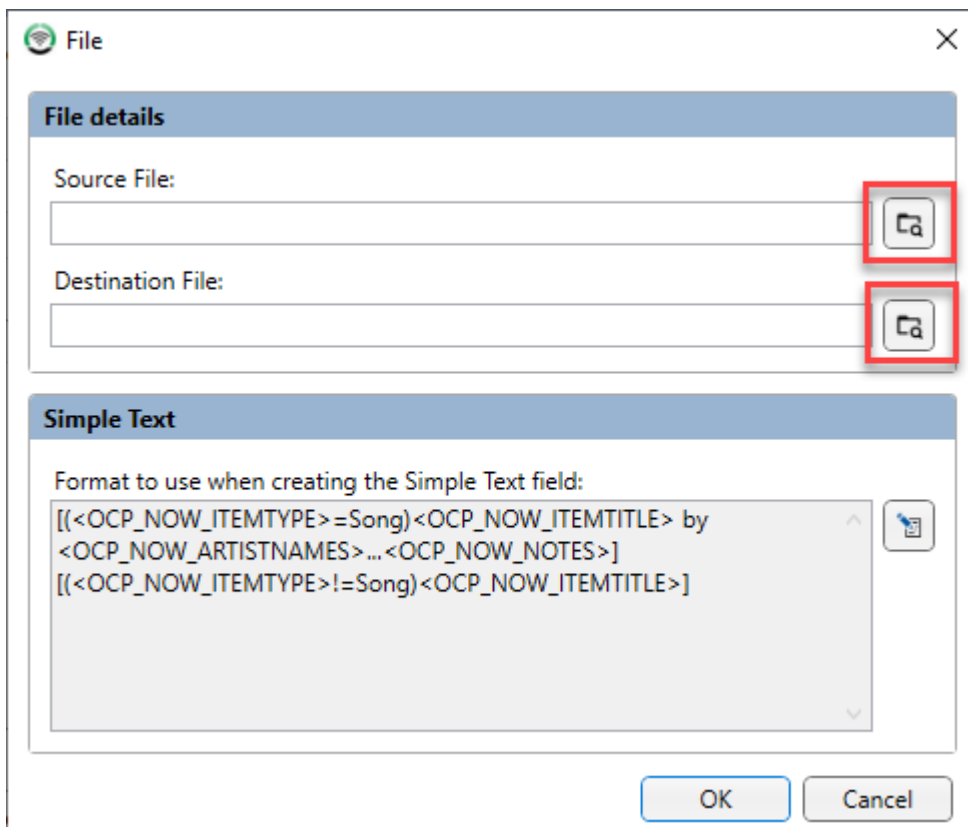 File
File details
Source File:
Destination File:
Simple Text
Format to use when creating the Simple Text field:
[(<OCP_NOW_ITEMTYPE>=Song)<OCP_NOW_ITEMTITLE> by
<OCP_NOW_ARTISTNAMES>...<OCP_NOW_NOTES>]
[(<OCP_NOW_ITEMTYPE>!=Song)<OCP_NOW_ITEMTITLE>]
OK
Cancel